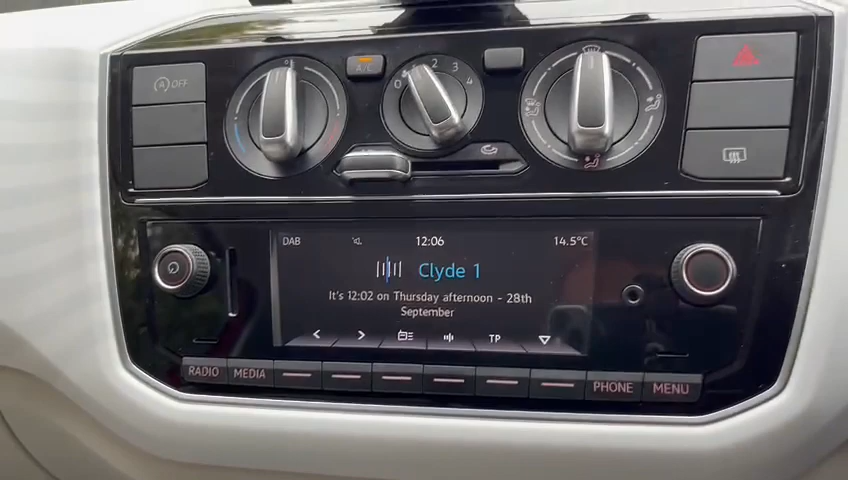 OFF
A/C
0 1 2 3 4
DAB 12:06 14.5°C
Clyde 1
It's 12:02 on Thursday afternoon - 28th
September
< > TP
RADIO MEDIA PHONE MENU